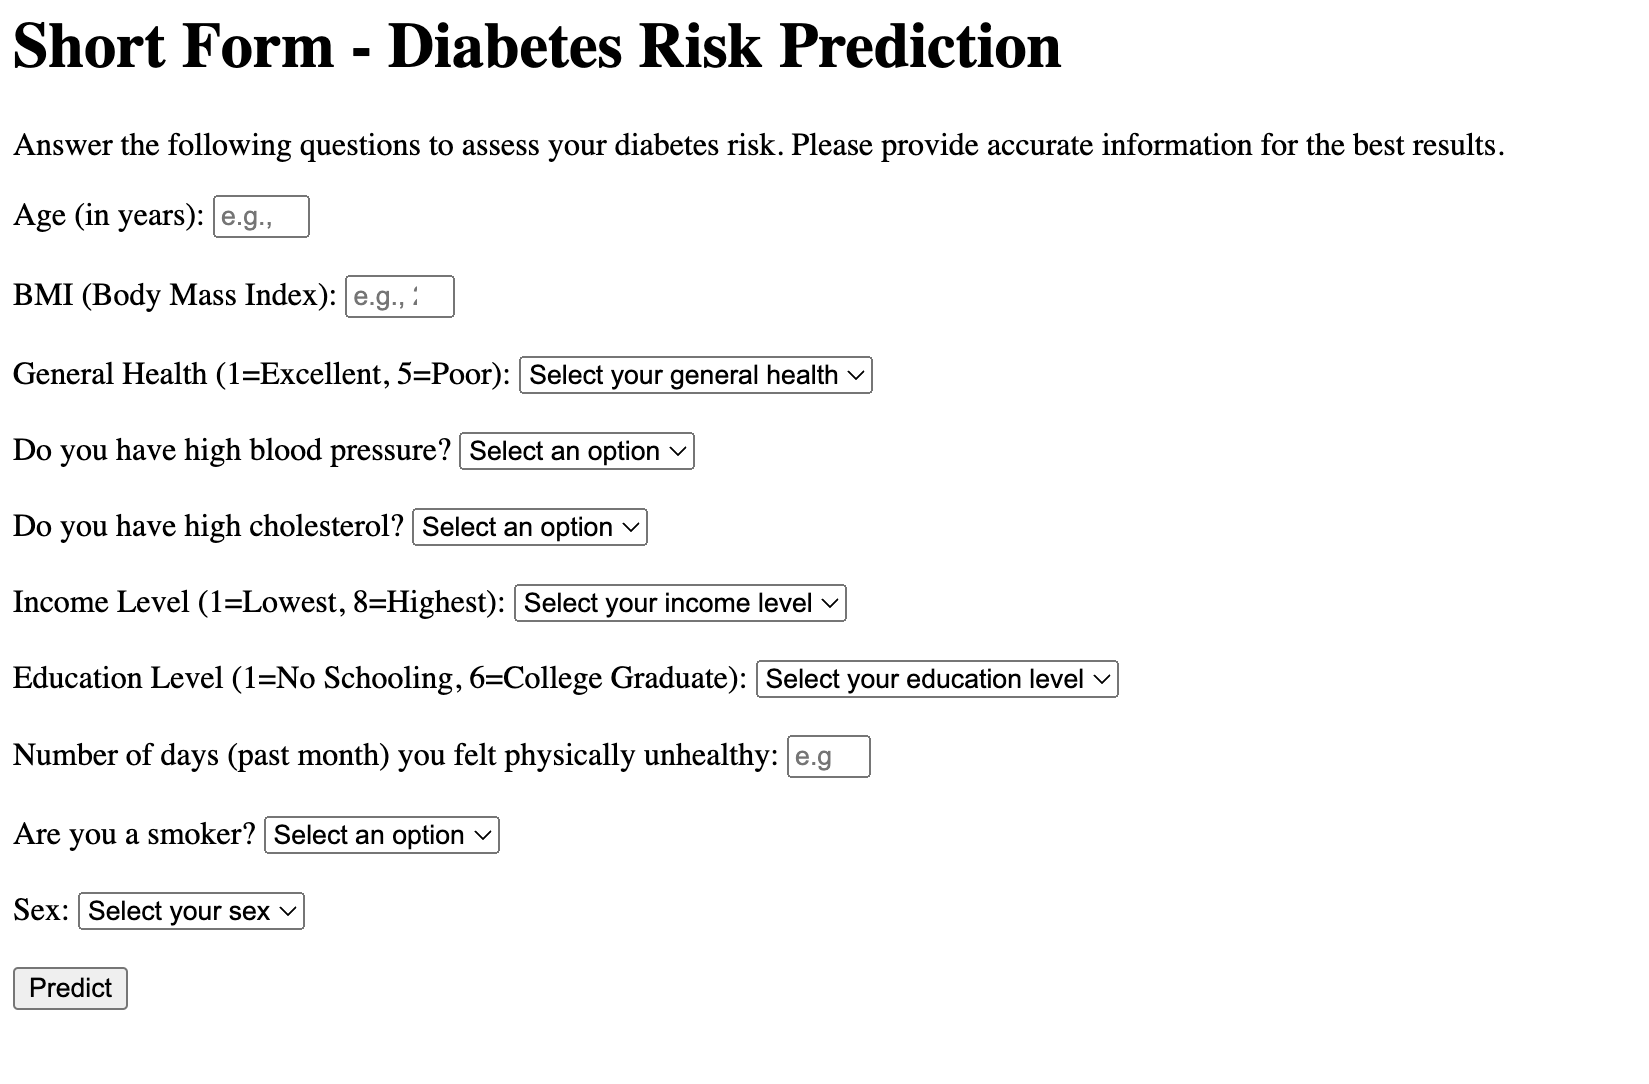 Short Form - Diabetes Risk Prediction
Answer the following questions to assess your diabetes risk. Please provide accurate information for the best results.
Age (in years): e.g.,
BMI (Body Mass Index): e.g.,
General Health (1=Excellent, 5=Poor): Select your general health
Do you have high blood pressure? Select an option
Do you have high cholesterol? Select an option
Income Level (1=Lowest, 8=Highest): Select your income level
Education Level (1=No Schooling, 6=College Graduate): Select your education level
Number of days (past month) you felt physically unhealthy: e.g
Are you a smoker? Select an option
Sex: Select your sex
Predict